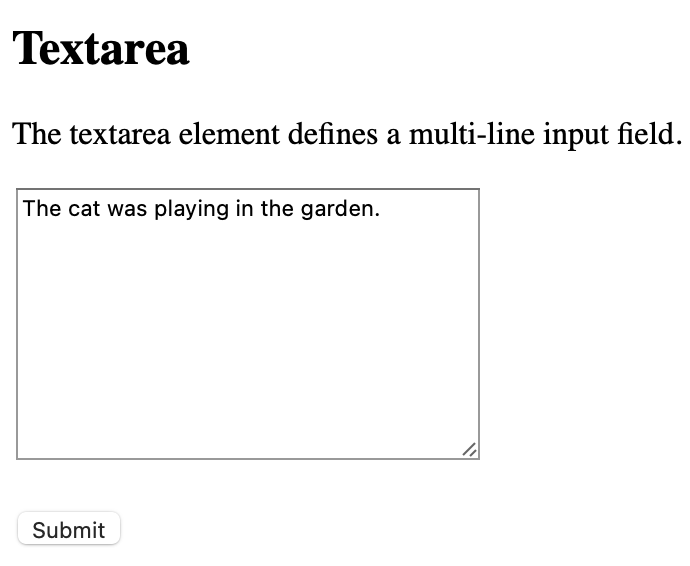 Textarea
The textarea element defines a multi-line input field.
The cat was playing in the garden.
Submit